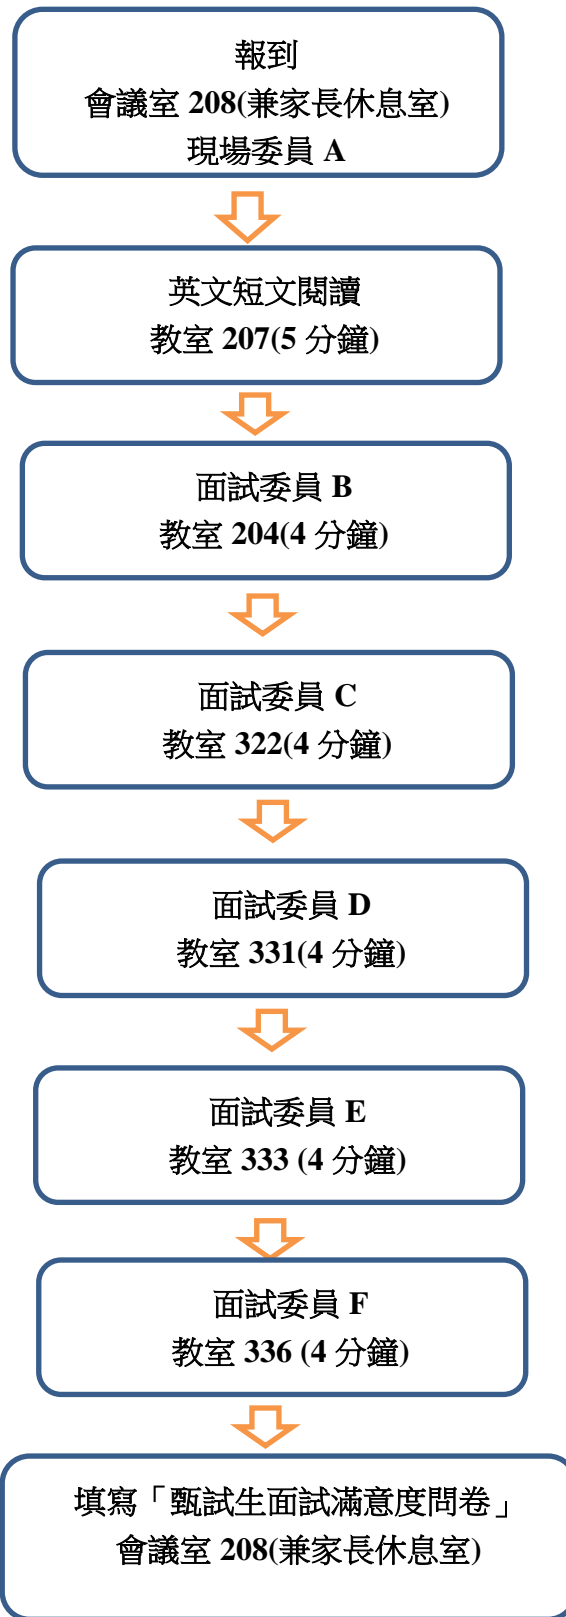 報到
會議室 208(兼家長休息室)
現場委員 A
英文短文閱讀
教室 207(5 分鐘)
面試委員 B
教室 204(4 分鐘)
面試委員 C
教室 322(4 分鐘)
面試委員 D
教室 331(4 分鐘)
面試委員 E
教室 333 (4 分鐘)
面試委員 F
教室 336 (4 分鐘)
填寫「甄試生面試滿意度問卷」
會議室 208(兼家長休息室)